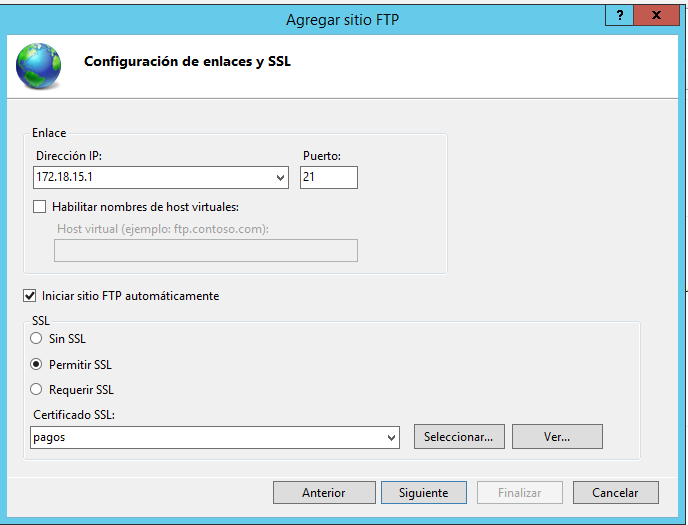 Agregar sitio FTP
?
x
Configuración de enlaces y SSL
Enlace
Dirección IP:
Puerto:
172.18.15.1
21
Habilitar nombres de host virtuales:
Host virtual (ejemplo: ftp.contoso.com):
Iniciar sitio FTP automáticamente
SSL
Sin SSL
Permitir SSL
Requerir SSL
Certificado SSL:
pagos
Seleccionar...
Ver...
Anterior
Siguiente
Finalizar
Cancelar